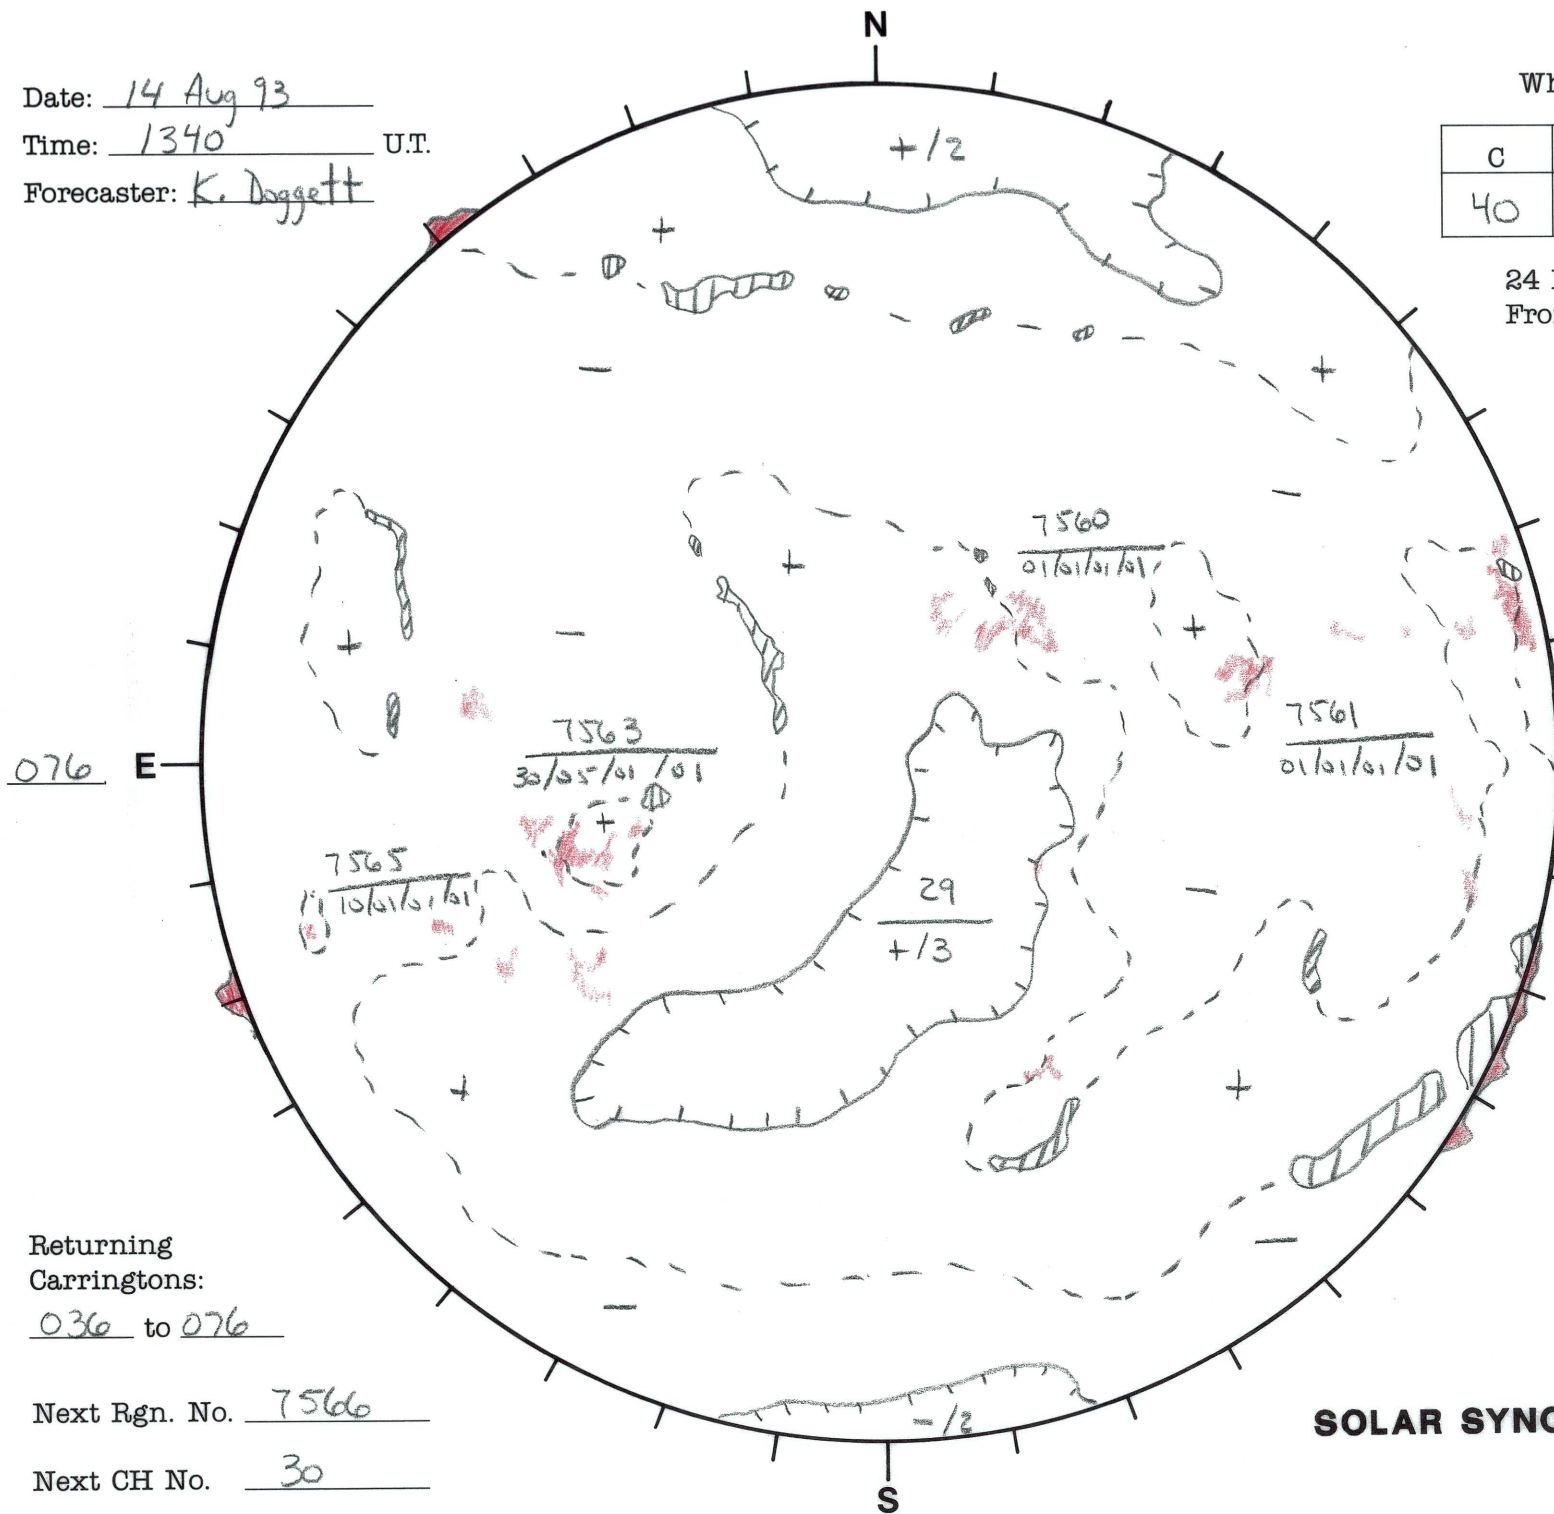 N
Date: 14 Aug 93
Time: 1340 U.T.
Forecaster: K. Doggett
Wh
C
40
24
Fro
+/2
+
-
+
-
7560
01/01/01/01
+
+
+
-
7561
01/01/01/01
7563
30/05/01/01
076 E
+
7565
10/01/01/01
29
+/3
-
+
+
Returning
Carringtons:
036 to 076
-
-
Next Rgn. No. 7566
-/2
SOLAR SYNO
Next CH No. 30
S